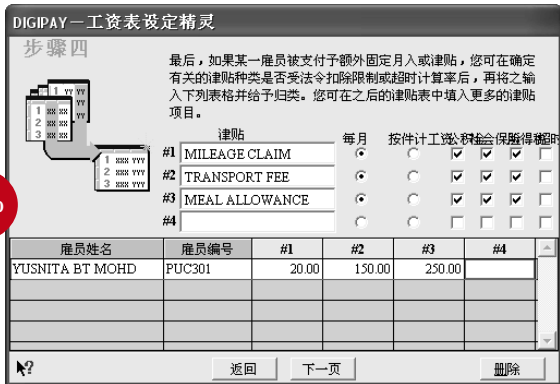 DIGIPAY－工资表设定精灵
步骤四
最后，如果某一雇员被支付予额外固定月入或津贴，您可在确定
有关的津贴种类是否受法令扣除限制或超时计算率后，再将之输
入下列表格并给予归类。您可在之后的津贴表中填入更多的津贴
项目。
津贴 每月 按件计工资 公积 社会保险 所得税 超时
#1 MILEAGE CLAIM
#2 TRANSPORT FEE
#3 MEAL ALLOWANCE
#4
雇员姓名 雇员编号 #1 #2 #3 #4
YUSNITA BT MOHD PUC301 20.00 150.00 250.00
返回 下一页 删除